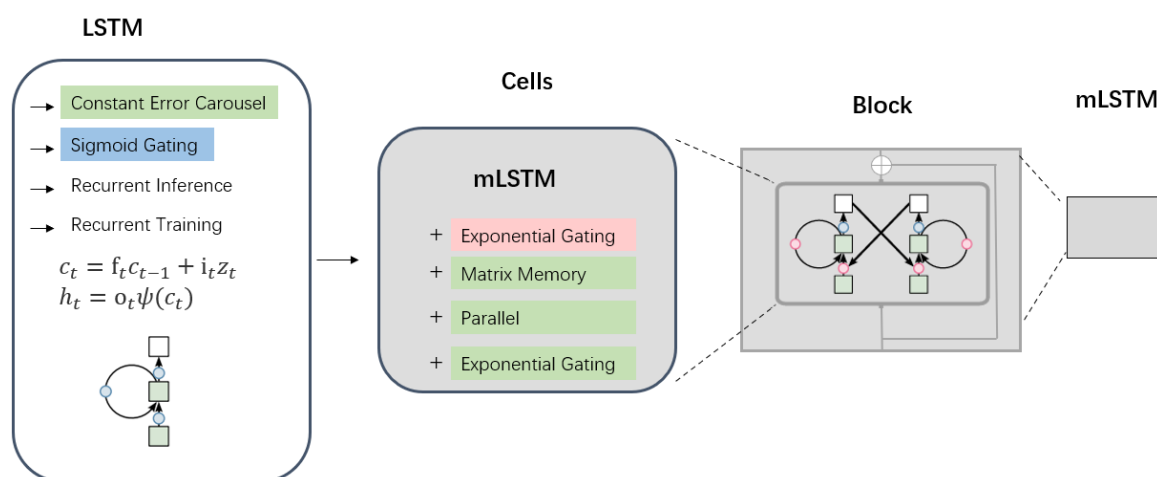 LSTM
→ Constant Error Carousel
→ Sigmoid Gating
→ Recurrent Inference
→ Recurrent Training
c_t = f_t c_{t−1} + i_t z_t
h_t = o_t ψ(c_t)
Cells
mLSTM
+ Exponential Gating
+ Matrix Memory
+ Parallel
+ Exponential Gating
Block
mLSTM